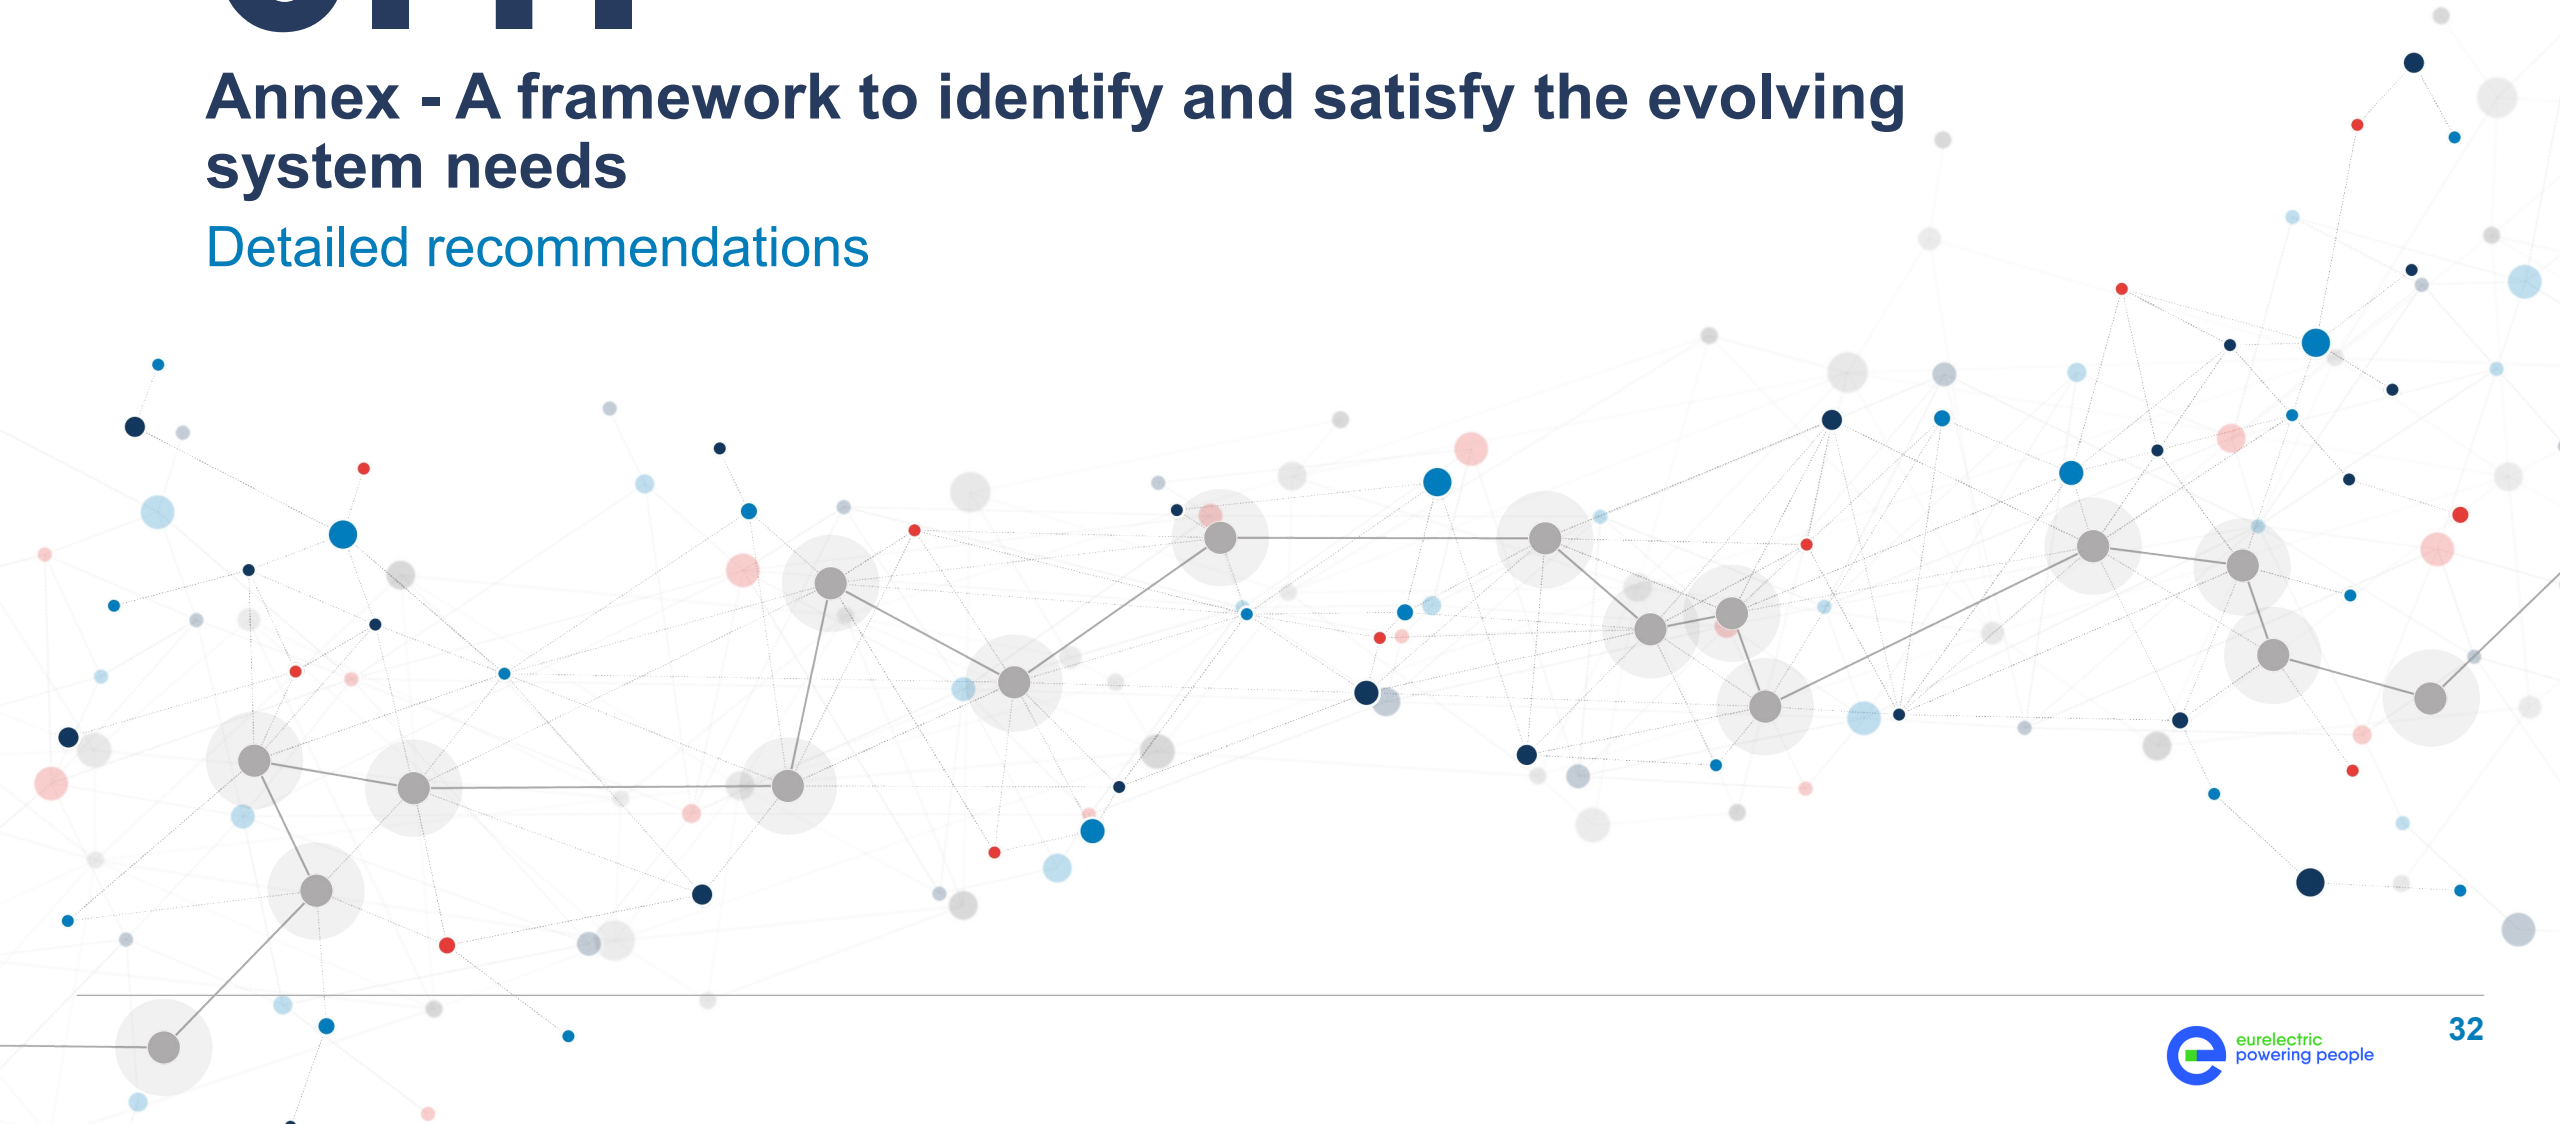 Annex - A framework to identify and satisfy the evolving
system needs
Detailed recommendations
eurelectric
powering people
32